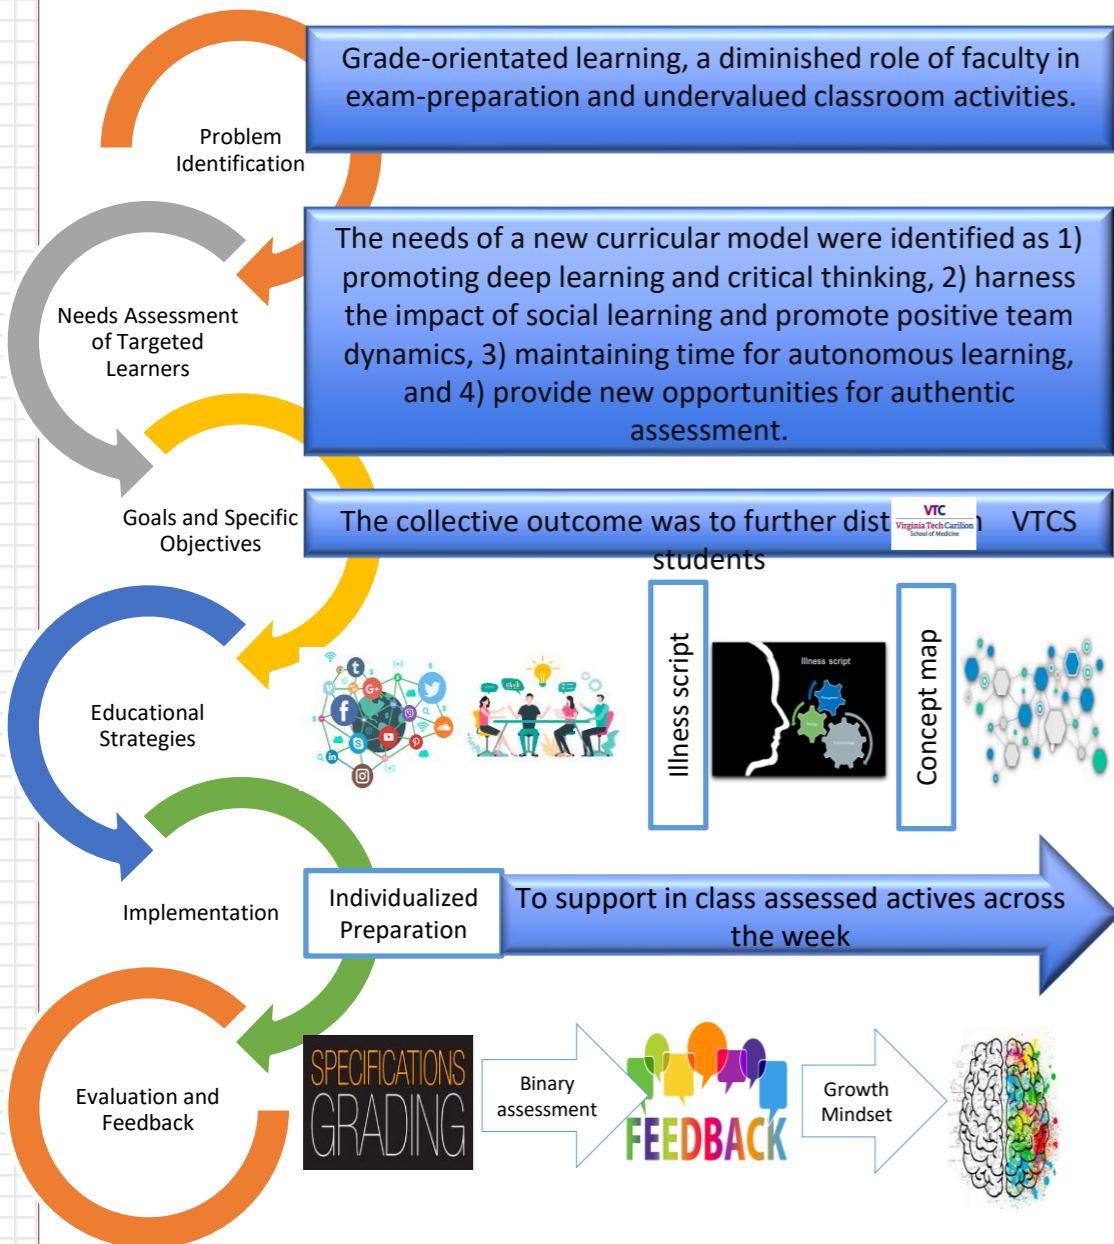 Grade-orientated learning, a diminished role of faculty in
exam-preparation and undervalued classroom activities.
Problem
Identification
The needs of a new curricular model were identified as 1)
promoting deep learning and critical thinking, 2) harness
the impact of social learning and promote positive team
dynamics, 3) maintaining time for autonomous learning,
and 4) provide new opportunities for authentic
assessment.
Needs Assessment
of Targeted
Learners
Goals and Specific
Objectives
The collective outcome was to further dist
VTC
Virginia Tech Carilion
School of Medicine
VTCS
students
Educational
Strategies
Illness script
Illness script
Concept map
Implementation
Individualized
Preparation
To support in class assessed actives across
the week
Evaluation and
Feedback
SPECIFICATIONS
GRADING
Binary
assessment
FEEDBACK
Growth
Mindset